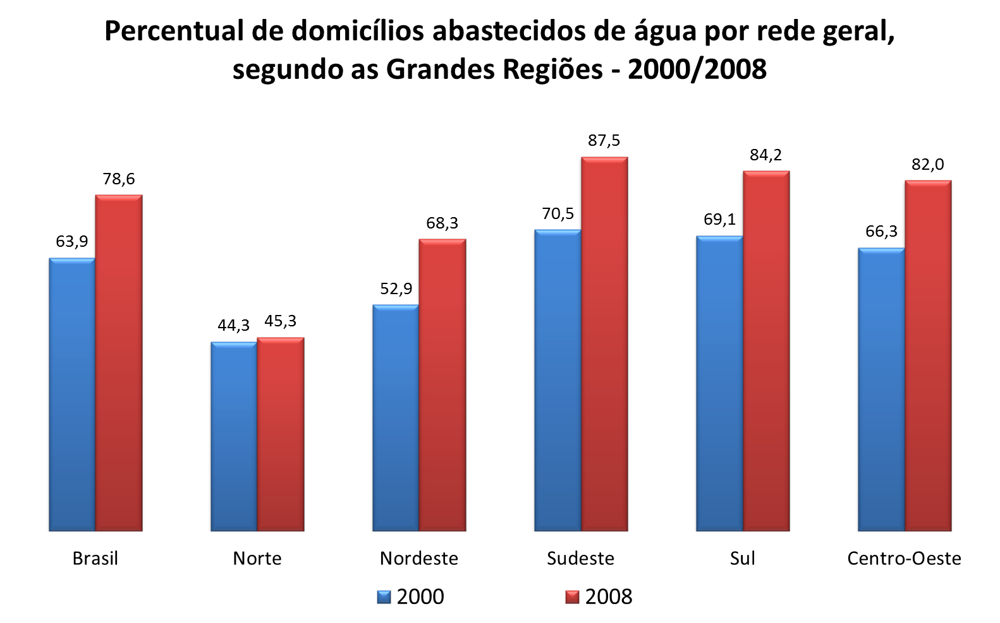 Percentual de domicílios abastecidos de água por rede geral,
segundo as Grandes Regiões - 2000/2008
63,9
78,6
44,3
45,3
52,9
68,3
70,5
87,5
69,1
84,2
66,3
82,0
Brasil
Norte
Nordeste
Sudeste
Sul
Centro-Oeste
2000
2008